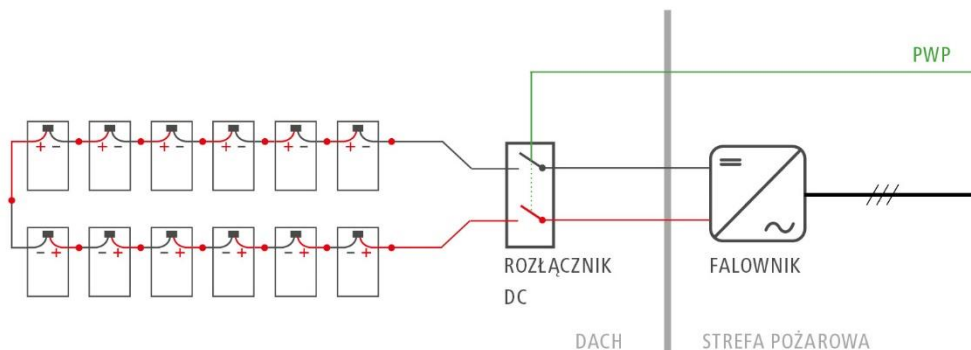 PWP
+ − + − + − + − + − + −
− + − + − + − + − + − +
ROZŁĄCZNIK
DC
FALOWNIK
DACH
STREFA POŻAROWA